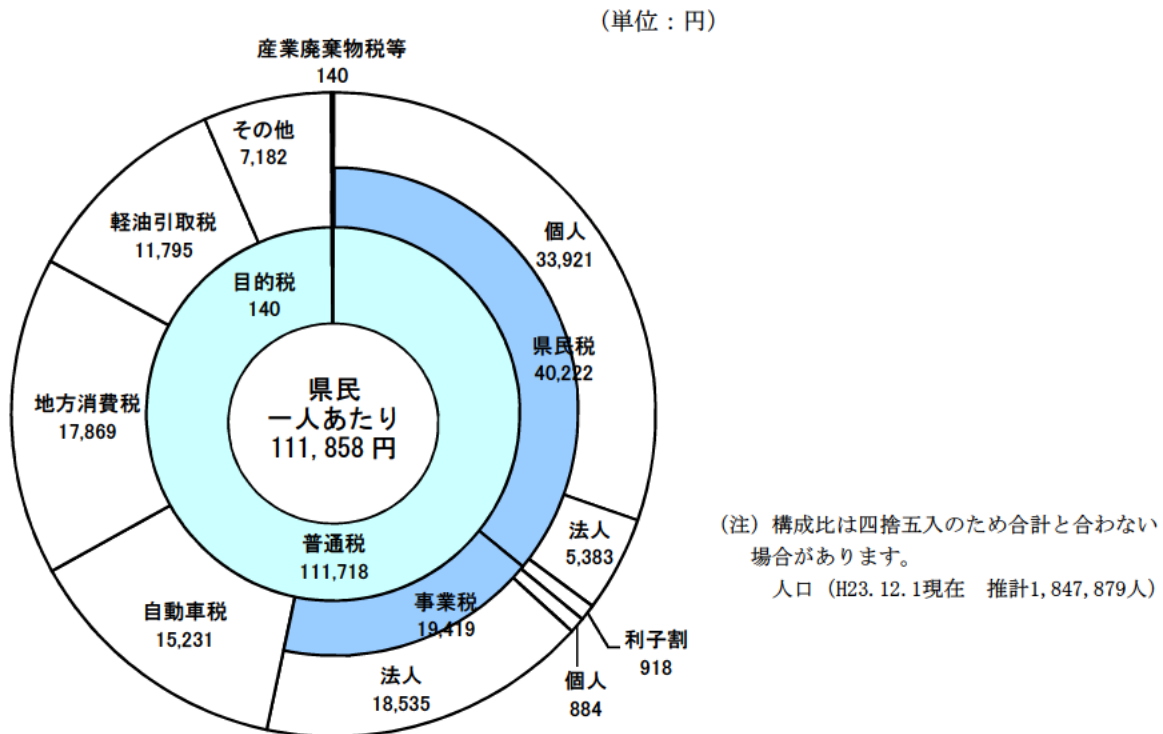 (単位:円)
産業廃棄物税等
140
その他
7,182
軽油引取税
11,795
個人
33,921
目的税
140
県民税
40,222
県民
一人あたり
111,858 円
地方消費税
17,869
法人
5,383
(注) 構成比は四捨五入のため合計と合わない
場合があります。
人口 (H23.12.1現在 推計1,847,879人)
普通税
111,718
自動車税
15,231
事業税
19,419
利子割
918
法人
18,535
個人
884